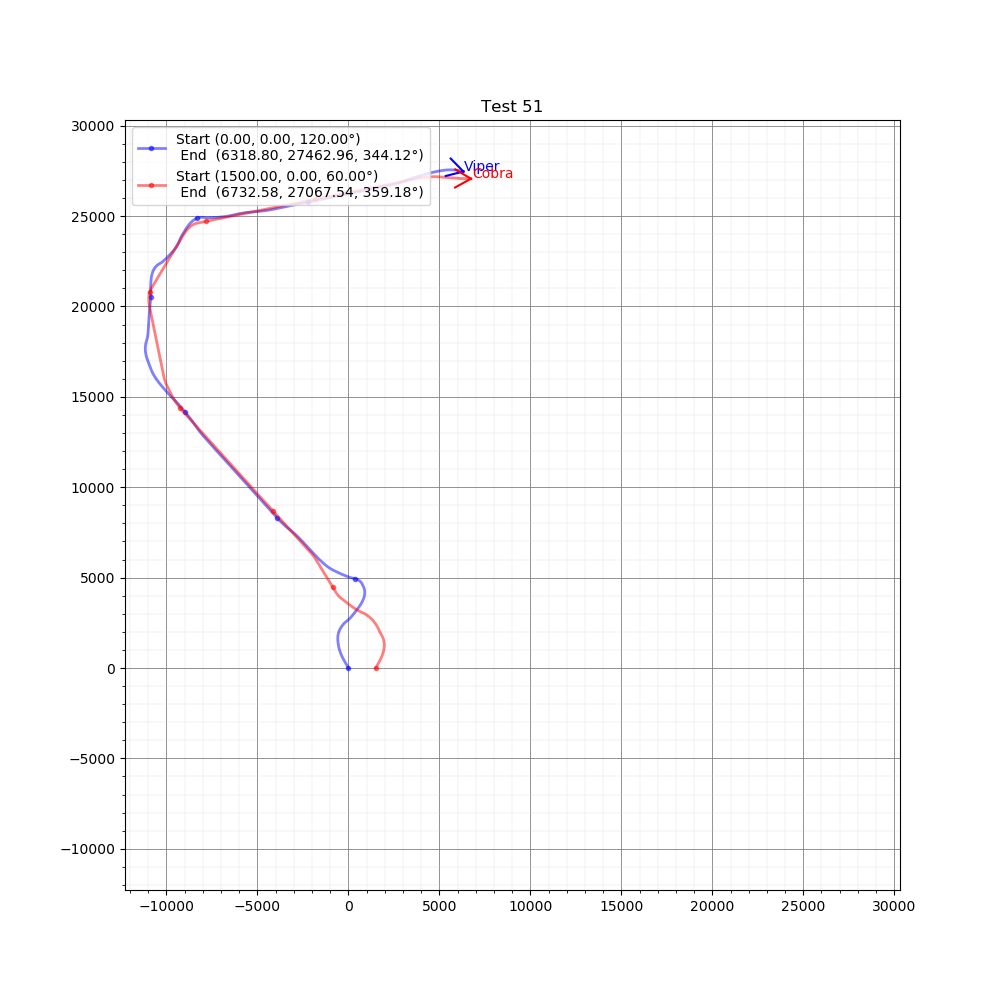 Test 51
30000
25000
20000
15000
10000
5000
0
−5000
−10000
Start (0.00, 0.00, 120.00°)
End (6318.80, 27462.96, 344.12°)
Start (1500.00, 0.00, 60.00°)
End (6732.58, 27067.54, 359.18°)
Viper
Cobra
−10000 −5000 0 5000 10000 15000 20000 25000 30000